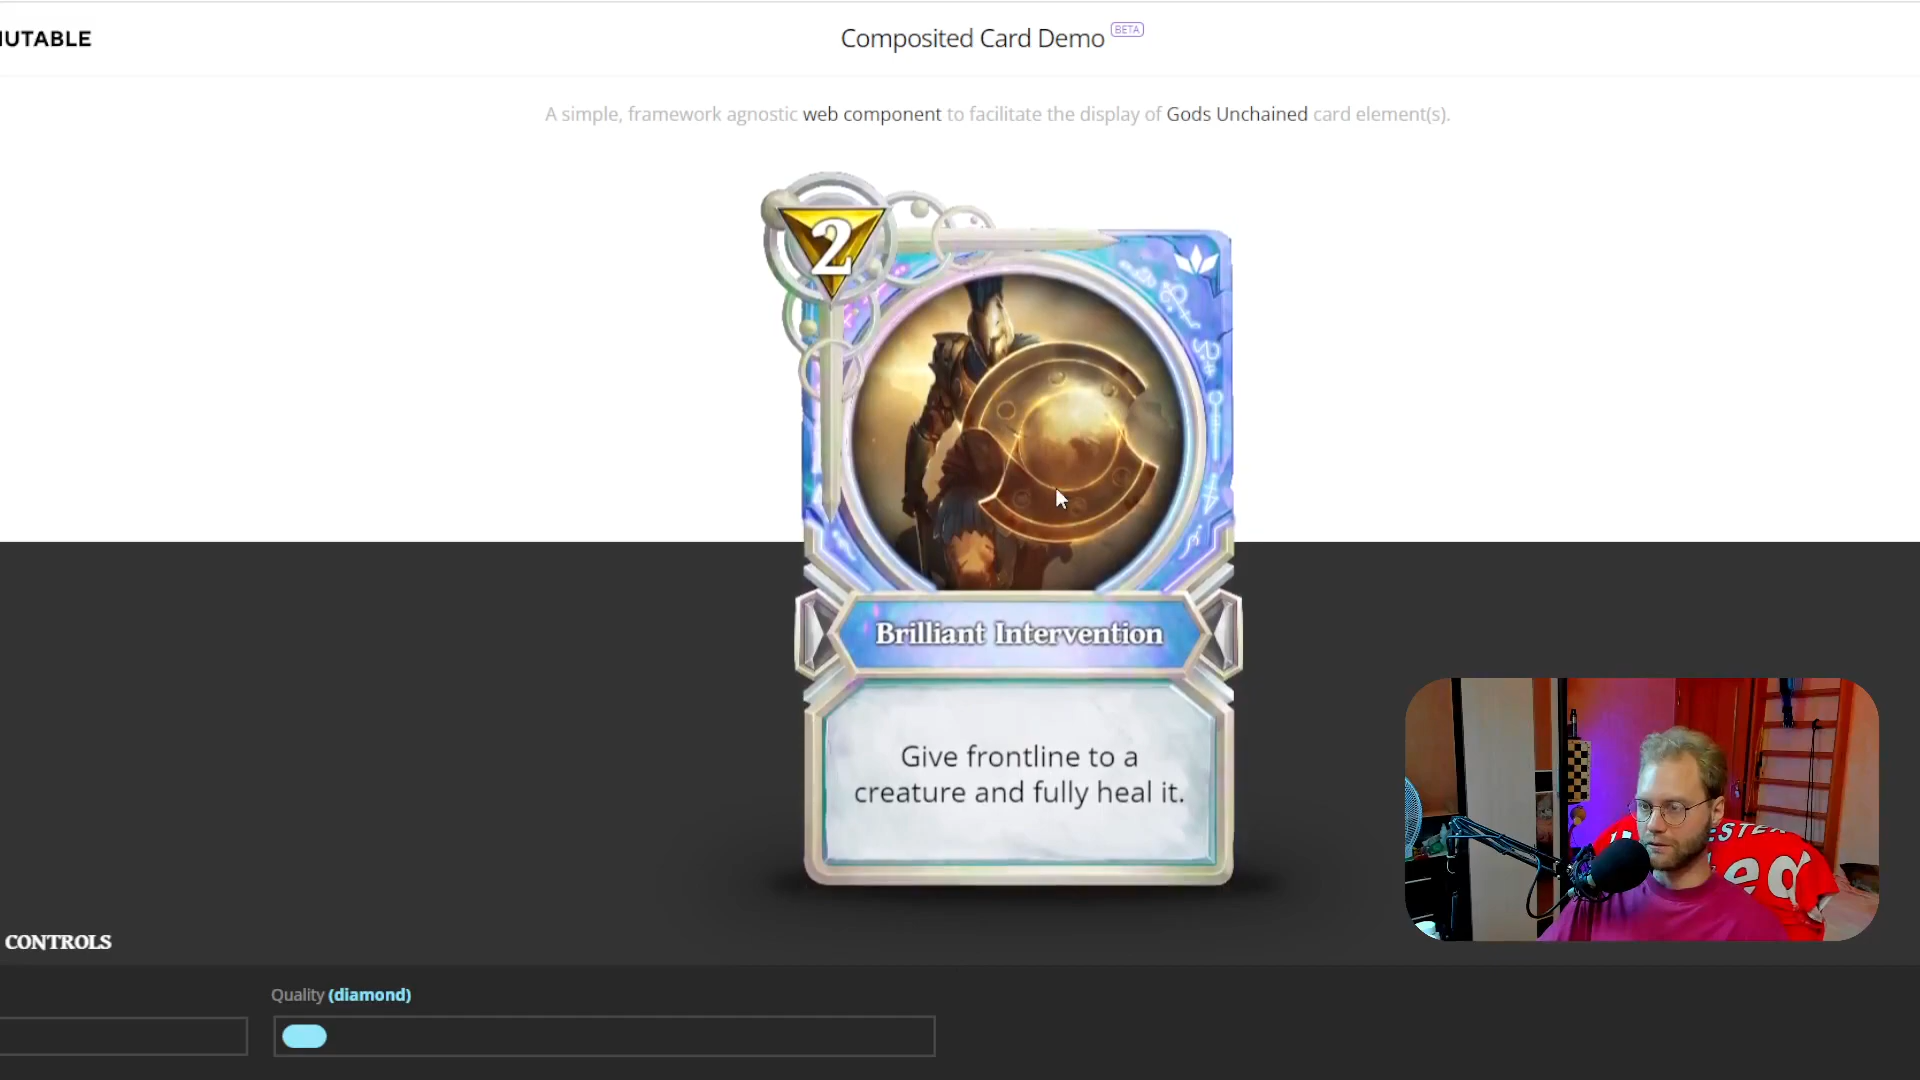 UTABLE
Composited Card Demo BETA
A simple, framework agnostic web component to facilitate the display of Gods Unchained card element(s).
2
Brilliant Intervention
Give frontline to a
creature and fully heal it.
CONTROLS
Quality (diamond)